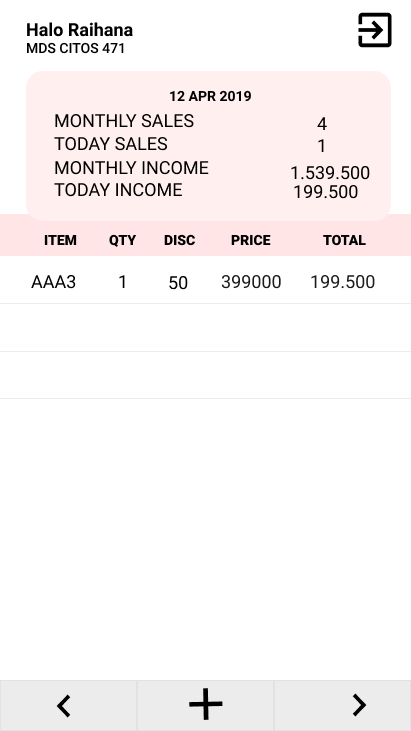 Halo Raihana
MDS CITOS 471
12 APR 2019
MONTHLY SALES 4
TODAY SALES 1
MONTHLY INCOME 1.539.500
TODAY INCOME 199.500
ITEM QTY DISC PRICE TOTAL
AAA3 1 50 399000 199.500